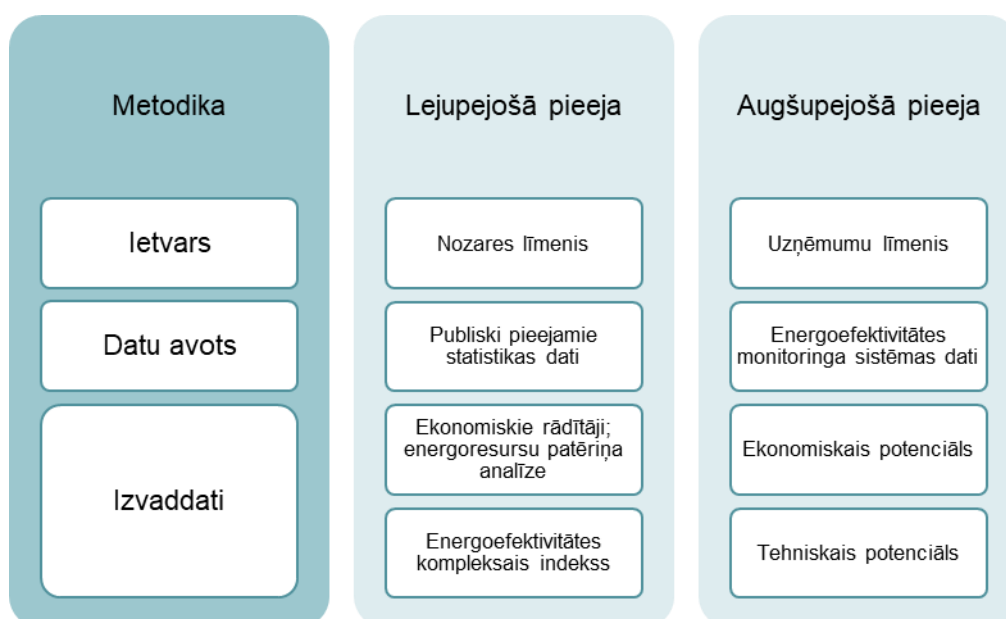 Metodika
Ietvars
Datu avots
Izvaddati
Lejupejošā pieeja
Nozares līmenis
Publiski pieejamie
statistikas dati
Ekonomiskie rādītāji;
energoresursu patēriņa
analīze
Energoefektivitātes
kompleksais indekss
Augšupejošā pieeja
Uzņēmumu līmenis
Energoefektivitātes
monitoringa sistēmas dati
Ekonomiskais potenciāls
Tehniskais potenciāls